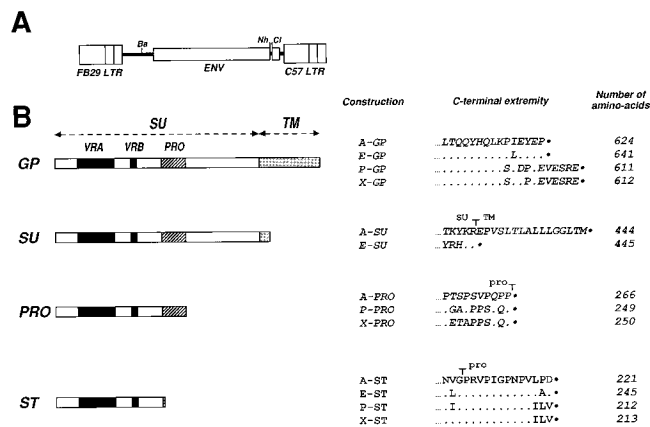 A
Ba
Nh Cl
FB29 LTR
ENV
C57 LTR
B
SU
TM
VRA
VRB
PRO
GP
SU
PRO
ST
Construction
C-terminal extremity
Number of
amino-acids
A-GP …LTQQYHQLKPIEYEP• 624
E-GP …..........L....• 641
P-GP …..........S.DP.EVESRE• 611
X-GP …..........S..P.EVESRE• 612
SU TM
A-SU …TKYKREPVSLTLALLLGGLTM• 444
E-SU …YRH..• 445
pro
A-PRO …PTSPSVPQPP• 266
P-PRO …GA.PPS.Q.• 249
X-PRO …ETAPPS.Q.• 250
pro
A-ST …NVGPRVPIGPNPVLPD• 221
E-ST …L............A.• 245
P-ST …I...........ILV• 212
X-ST …............ILV• 213